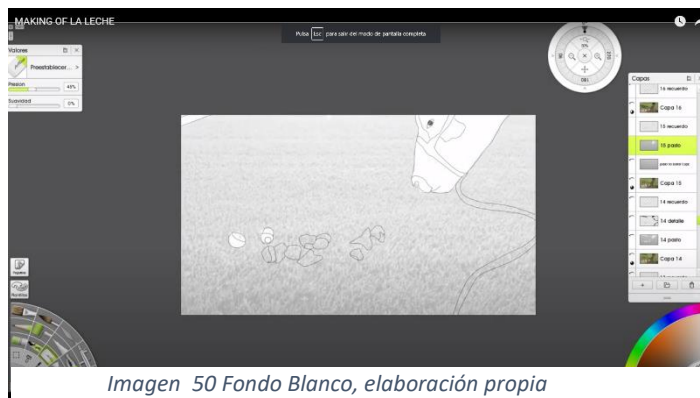 MAKING OF LA LECHE
Pulsa Esc para salir del modo de pantalla completa
Valores
Preestablecer... >
Presion
48%
Suavidad
0%
Capas
16 recuerdo
Capa 16
15 recuerdo
15 pasto
Capa 15
14 recuerdo
14 detalle
14 pasto
Capa 14
Imagen 50 Fondo Blanco, elaboración propia